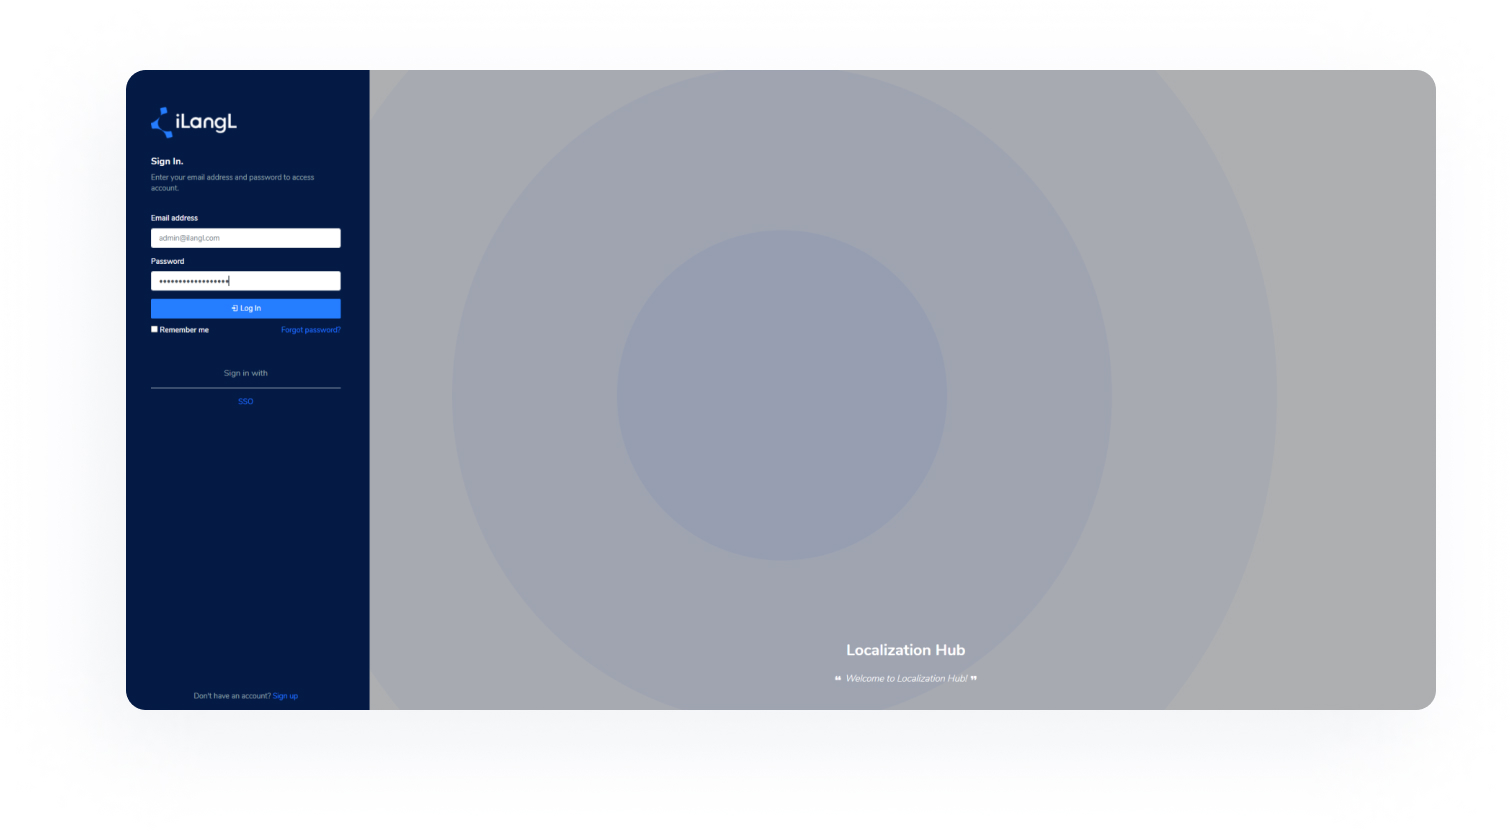 iLangL
Sign In.
Enter your email address and password to access
account.
Email address
admin@ilangl.com
Password
••••••••••••••••••
Log In
Remember me
Forgot password?
Sign in with
SSO
Don't have an account? Sign up
Localization Hub
❝ Welcome to Localization Hub! ❞